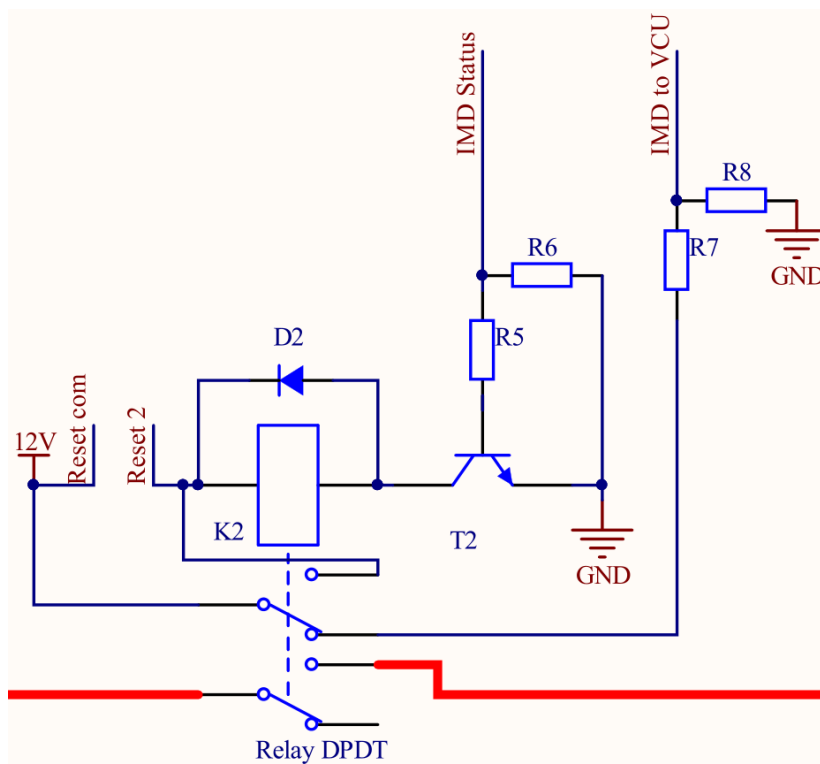 IMD Status
IMD to VCU
R8
R7
GND
R6
R5
D2
12V
Reset com
Reset 2
K2
T2
GND
Relay DPDT